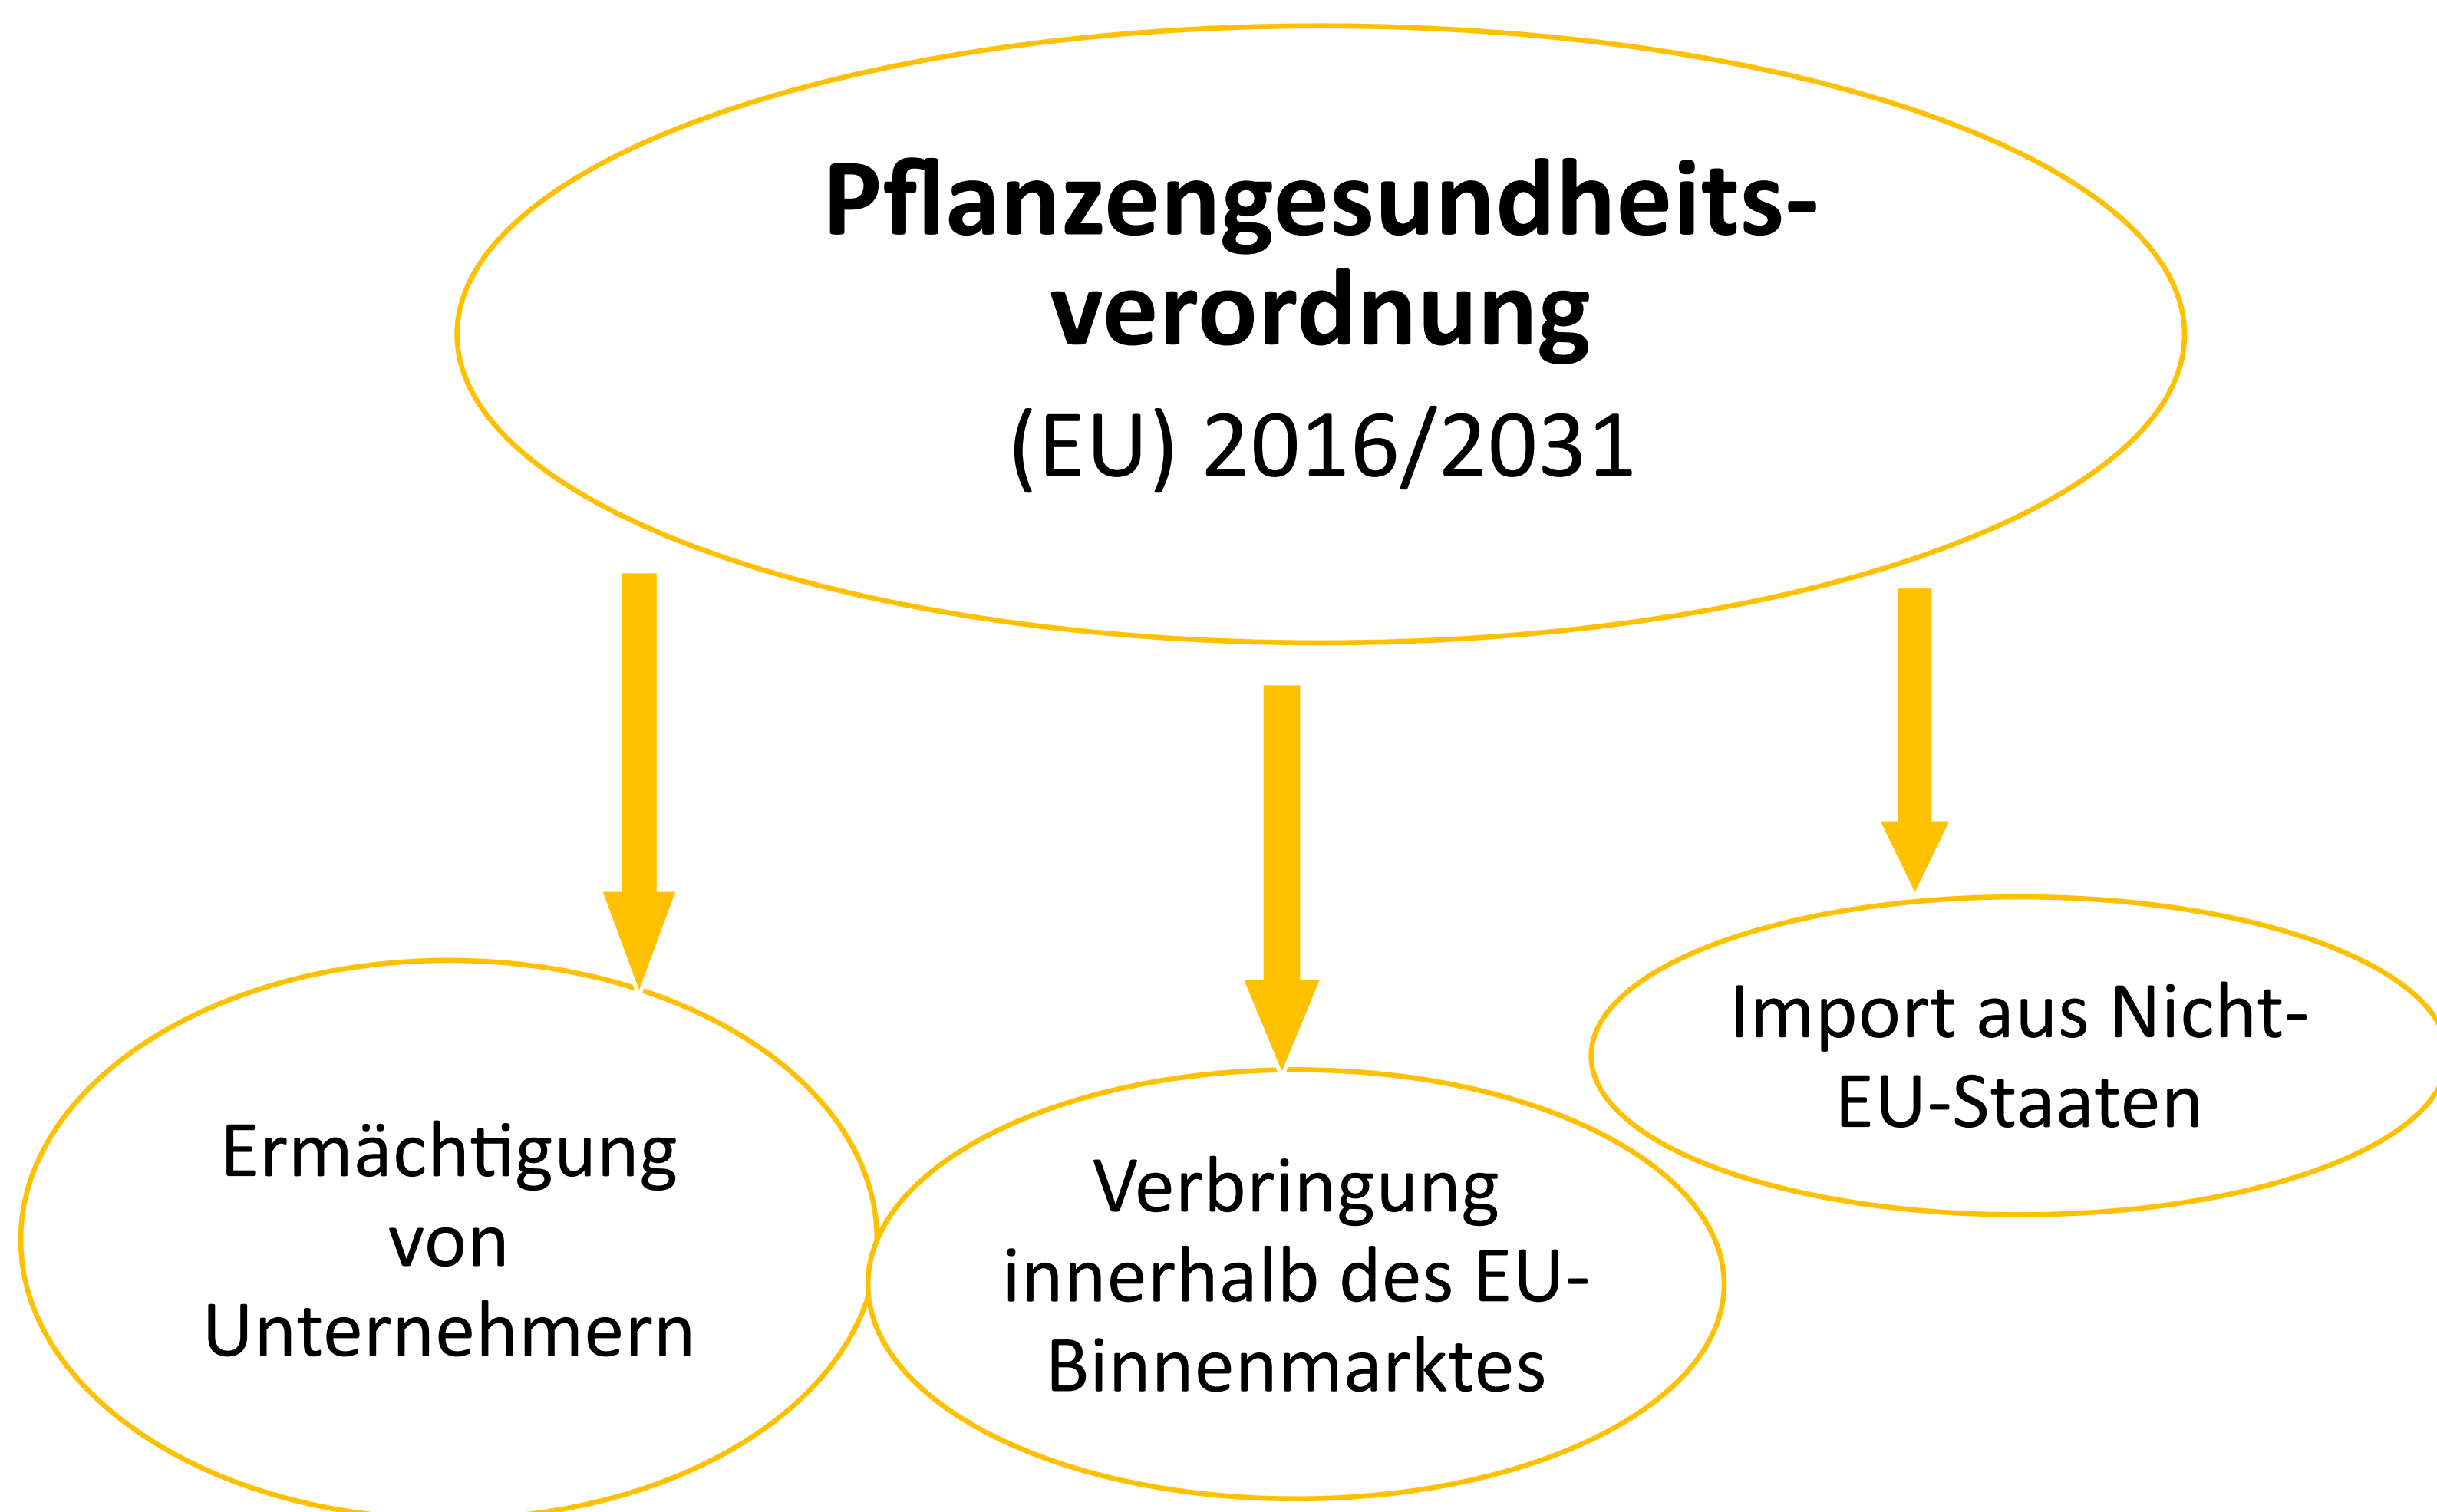 Pflanzengesundheits-
verordnung
(EU) 2016/2031
Ermächtigung
von
Unternehmern
Verbringung
innerhalb des EU-
Binnenmarktes
Import aus Nicht-
EU-Staaten